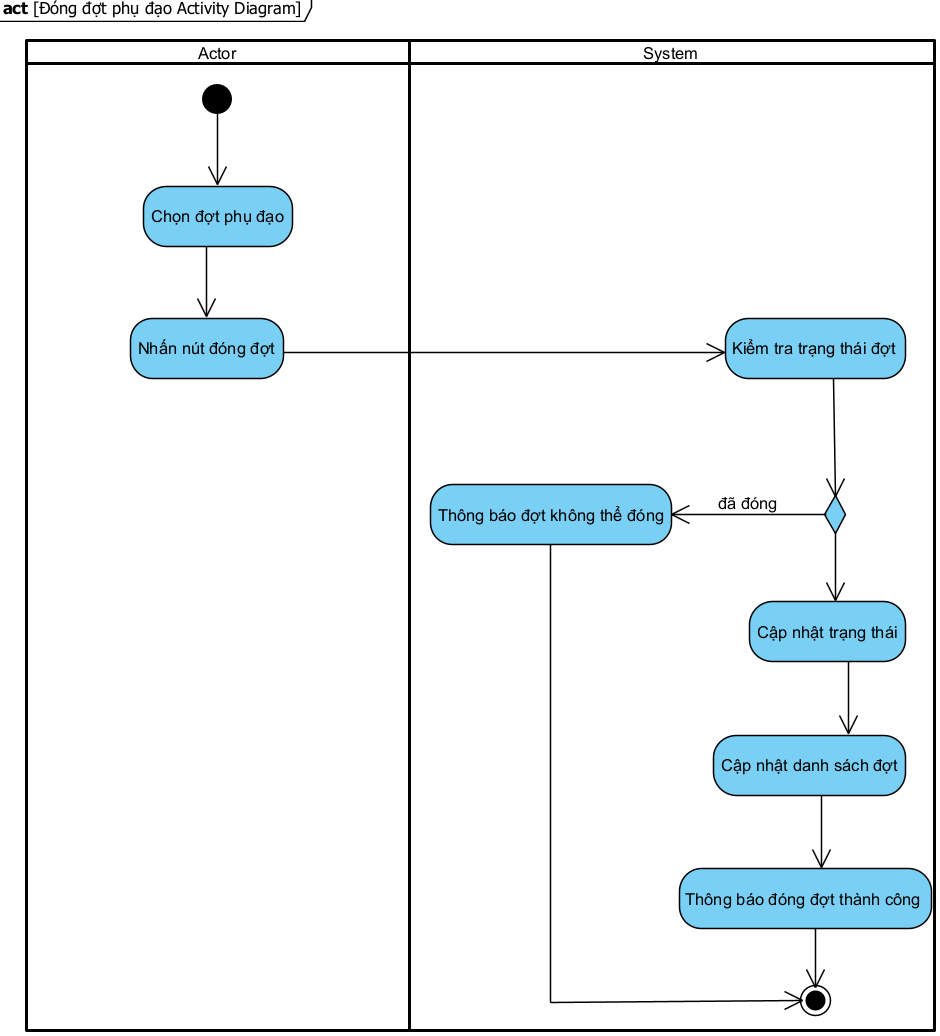 act [Đóng đợt phụ đạo Activity Diagram]
Actor
System
Chọn đợt phụ đạo
Nhấn nút đóng đợt
Kiểm tra trạng thái đợt
đã đóng
Thông báo đợt không thể đóng
Cập nhật trạng thái
Cập nhật danh sách đợt
Thông báo đóng đợt thành công